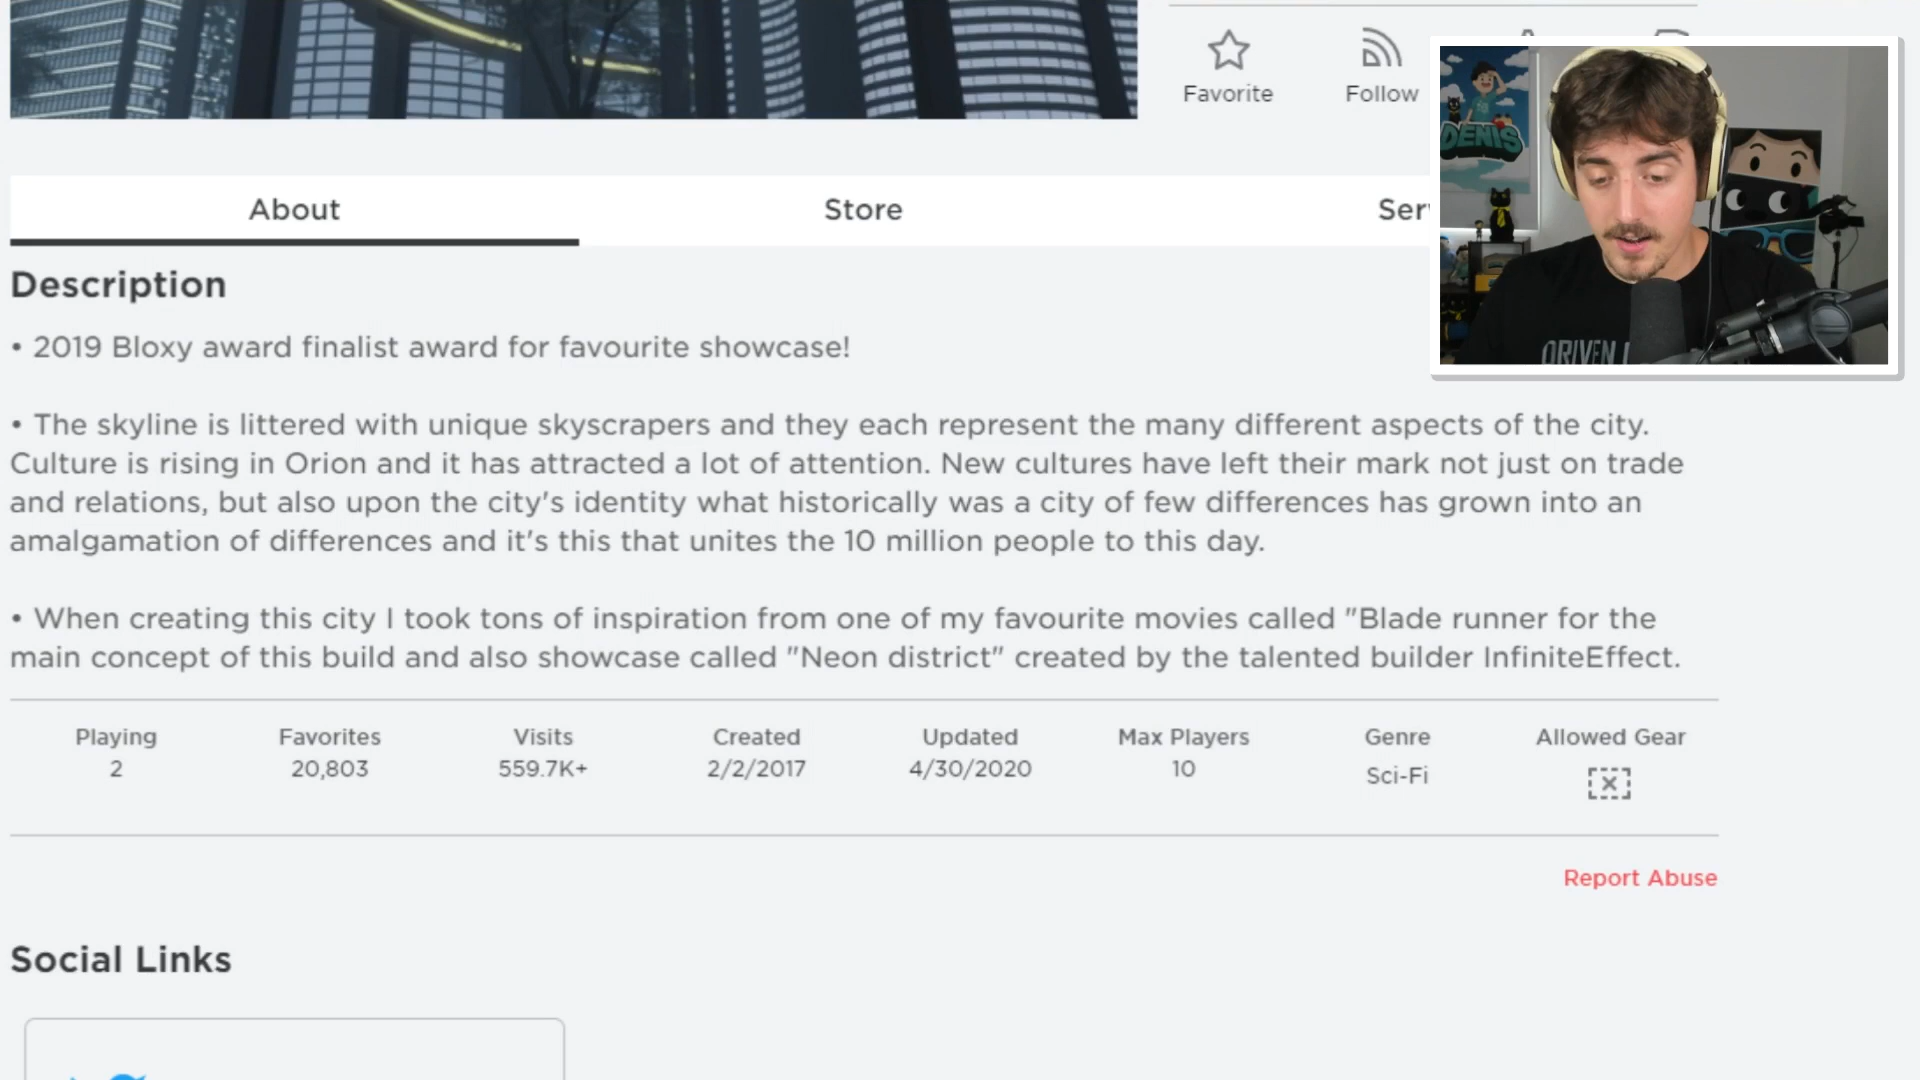 Favorite
Follow
DENIS
About
Store
Ser
Description
• 2019 Bloxy award finalist award for favourite showcase!
• The skyline is littered with unique skyscrapers and they each represent the many different aspects of the city.
Culture is rising in Orion and it has attracted a lot of attention. New cultures have left their mark not just on trade
and relations, but also upon the city's identity what historically was a city of few differences has grown into an
amalgamation of differences and it's this that unites the 10 million people to this day.
• When creating this city I took tons of inspiration from one of my favourite movies called "Blade runner for the
main concept of this build and also showcase called "Neon district" created by the talented builder InfiniteEffect.
DRIVEN
Playing
Favorites
Visits
Created
Updated
Max Players
Genre
Allowed Gear
2
20,803
559.7K+
2/2/2017
4/30/2020
10
Sci-Fi
Report Abuse
Social Links